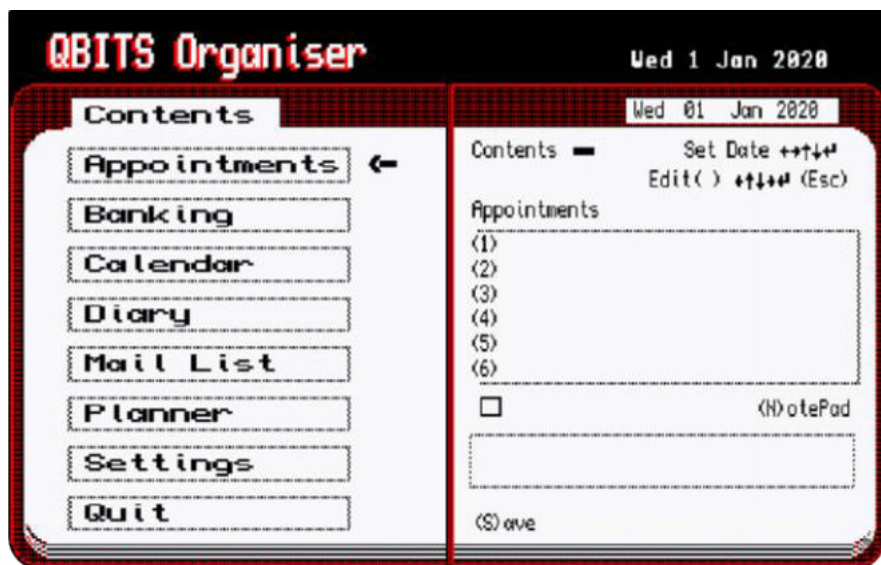 QBITS Organiser
Wed 1 Jan 2020
Contents
Appointments
Banking
Calendar
Diary
Mail List
Planner
Settings
Quit
Wed 01 Jan 2020
Contents
Set Date ↔→↑↓↵
Edit( ) ←↑↓→↵ (Esc)
Appointments
(1)
(2)
(3)
(4)
(5)
(6)
(N)otePad
(S)ave